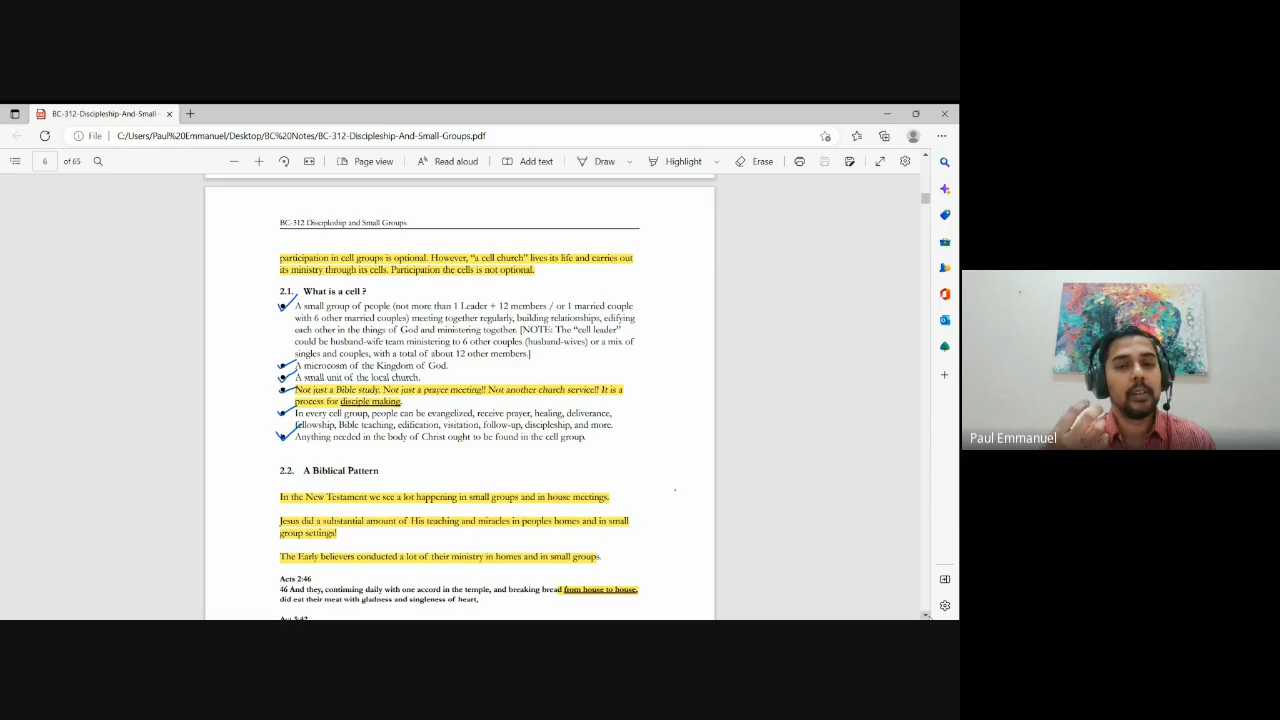 BC-312-Discipleship-And-Small-
File
C:/Users/Paul%20Emmanuel/Desktop/BC%20Notes/BC-312-Discipleship-And-Small-Groups.pdf
6 of 65
Page view
Read aloud
Add text
Draw
Highlight
Erase
BC-312 Discipleship and Small Groups
participation in cell groups is optional. However, "a cell church" lives its life and carries out
its ministry through its cells. Participation the cells is not optional.
2.1. What is a cell ?
A small group of people (not more than 1 Leader + 12 members / or 1 married couple
with 6 other married couples) meeting together regularly, building relationships, edifying
each other in the things of God and ministering together. [NOTE: The "cell leader"
could be husband-wife team ministering to 6 other couples (husband-wives) or a mix of
singles and couples, with a total of about 12 other members.]
A microcosm of the Kingdom of God.
A small unit of the local church.
Not just a Bible study. Not just a prayer meeting!! Not another church service!! It is a
process for disciple making.
In every cell group, people can be evangelized, receive prayer, healing, deliverance,
fellowship, Bible teaching, edification, visitation, follow-up, discipleship, and more.
Anything needed in the body of Christ ought to be found in the cell group.
2.2. A Biblical Pattern
In the New Testament we see a lot happening in small groups and in house meetings.
Jesus did a substantial amount of His teaching and miracles in peoples homes and in small
group settings!
The Early believers conducted a lot of their ministry in homes and in small groups.
Acts 2:46
46 And they, continuing daily with one accord in the temple, and breaking bread from house to house,
did eat their meat with gladness and singleness of heart,
Paul Emmanuel